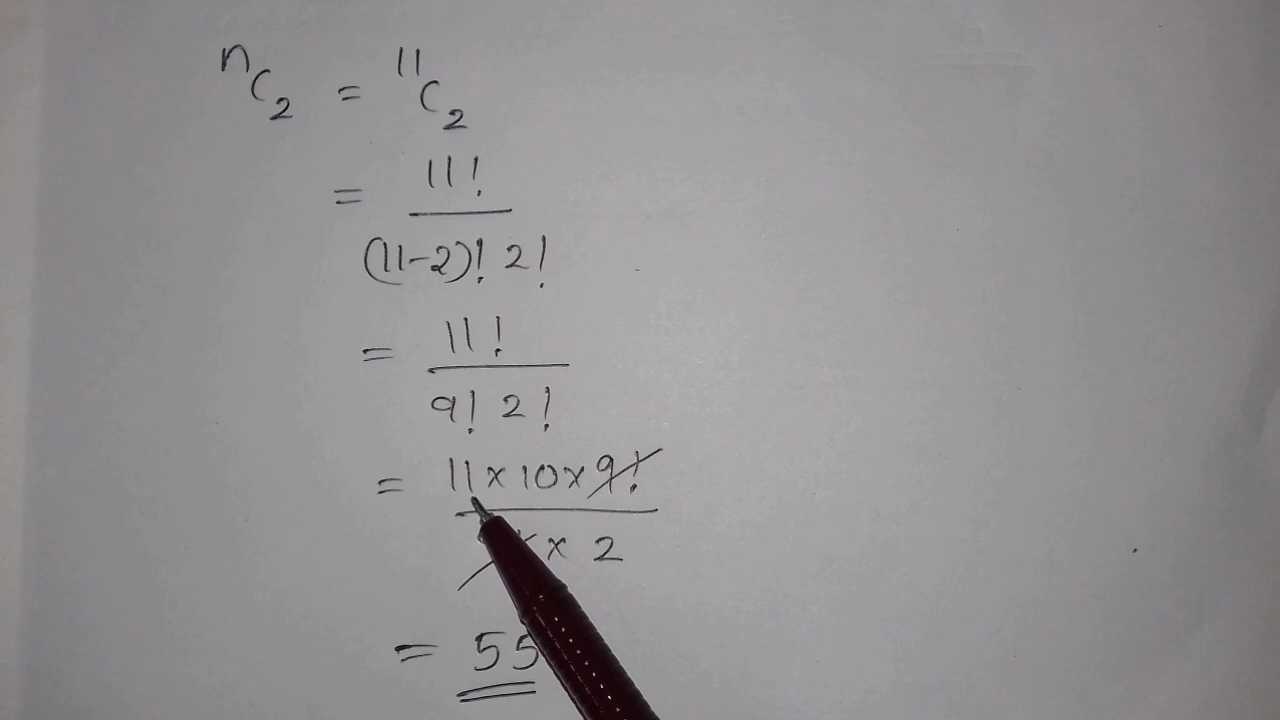 ⁿC₂ = ¹¹C₂
= 11! / (11-2)! 2!
= 11! / 9! 2!
= 11 × 10 × 9! / × 2
= 55